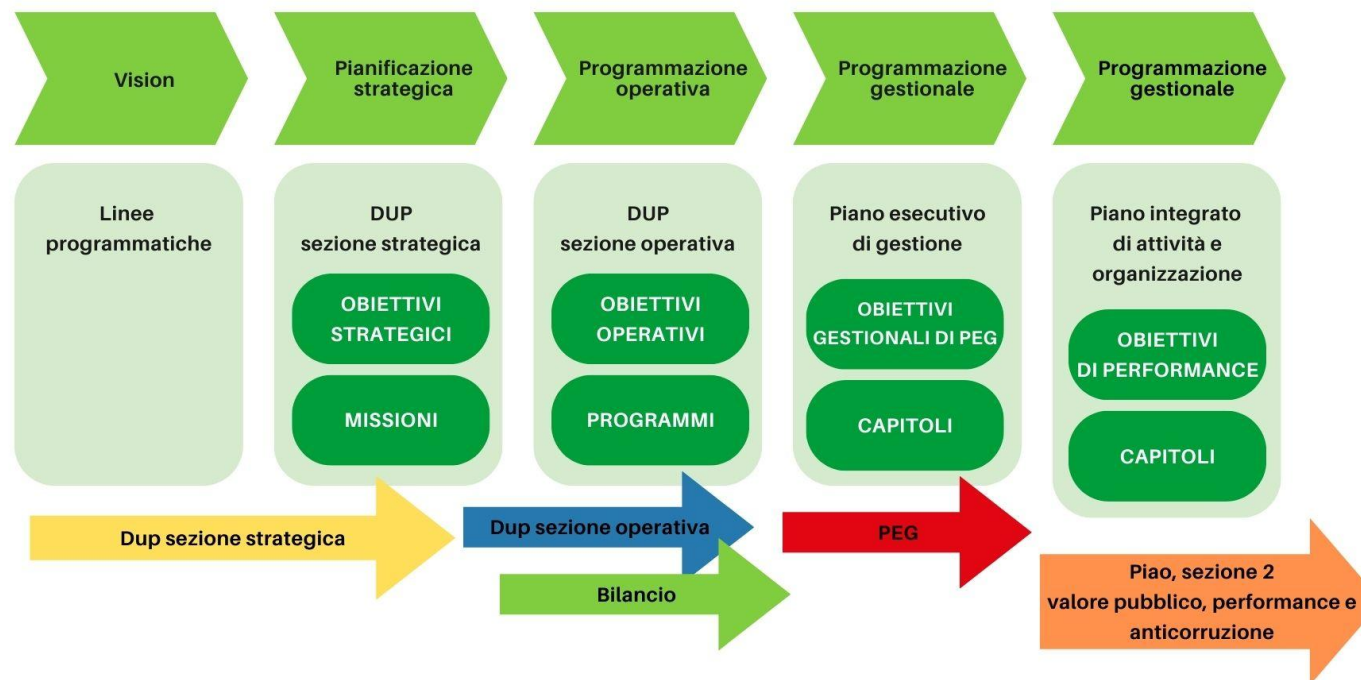 Vision
Pianificazione
strategica
Programmazione
operativa
Programmazione
gestionale
Programmazione
gestionale
Linee
programmatiche
DUP
sezione strategica
OBIETTIVI
STRATEGICI
MISSIONI
DUP
sezione operativa
OBIETTIVI
OPERATIVI
PROGRAMMI
Piano esecutivo
di gestione
OBIETTIVI
GESTIONALI DI PEG
CAPITOLI
Piano integrato
di attività e
organizzazione
OBIETTIVI
DI PERFORMANCE
CAPITOLI
Dup sezione strategica
Dup sezione operativa
Bilancio
PEG
Piao, sezione 2
valore pubblico, performance e
anticorruzione